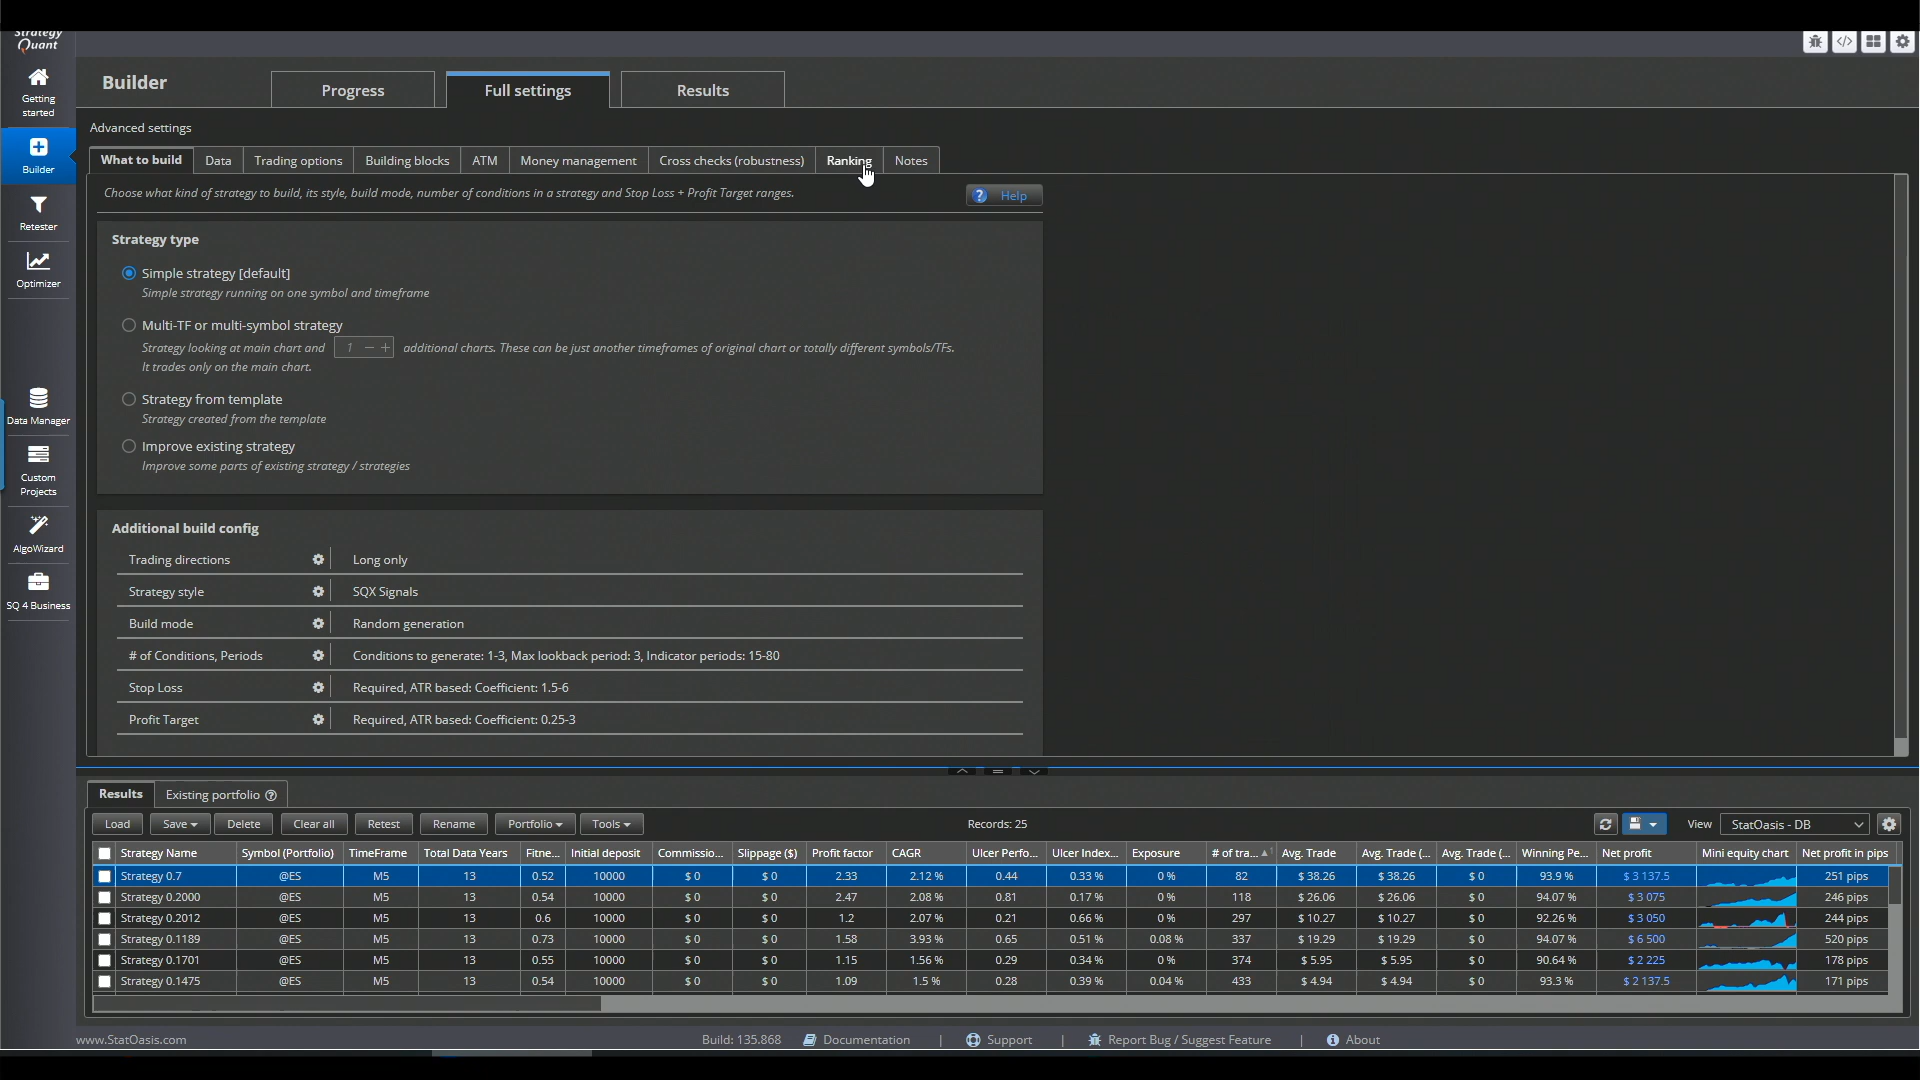 Strategy
Quant
Getting
started
Builder
Retester
Optimizer
Data Manager
Custom
Projects
AlgoWizard
SQ 4 Business
Builder
Progress
Full settings
Results
Advanced settings
What to build
Data
Trading options
Building blocks
ATM
Money management
Cross checks (robustness)
Ranking
Notes
Choose what kind of strategy to build, its style, build mode, number of conditions in a strategy and Stop Loss + Profit Target ranges.
? Help
Strategy type
Simple strategy [default]
Simple strategy running on one symbol and timeframe
Multi-TF or multi-symbol strategy
Strategy looking at main chart and 1 − + additional charts. These can be just another timeframes of original chart or totally different symbols/TFs.
It trades only on the main chart.
Strategy from template
Strategy created from the template
Improve existing strategy
Improve some parts of existing strategy / strategies
Additional build config
Trading directions Long only
Strategy style SQX Signals
Build mode Random generation
# of Conditions, Periods Conditions to generate: 1-3, Max lookback period: 3, Indicator periods: 15-80
Stop Loss Required, ATR based: Coefficient: 1.5-6
Profit Target Required, ATR based: Coefficient: 0.25-3
Results
Existing portfolio ?
Load Save Delete Clear all Retest Rename Portfolio Tools Records: 25 View StatOasis - DB
Strategy Name Symbol (Portfolio) TimeFrame Total Data Years Fitne... Initial deposit Commissio... Slippage ($) Profit factor CAGR Ulcer Perfo... Ulcer Index... Exposure # of tra... 1 Avg. Trade Avg. Trade (... Avg. Trade (... Winning Pe... Net profit Mini equity chart Net profit in pips
Strategy 0.7 @ES M5 13 0.52 10000 $ 0 $ 0 2.33 2.12 % 0.44 0.33 % 0 % 82 $ 38.26 $ 38.26 $ 0 93.9 % $ 3 137.5 251 pips
Strategy 0.2000 @ES M5 13 0.54 10000 $ 0 $ 0 2.47 2.08 % 0.81 0.17 % 0 % 118 $ 26.06 $ 26.06 $ 0 94.07 % $ 3 075 246 pips
Strategy 0.2012 @ES M5 13 0.6 10000 $ 0 $ 0 1.2 2.07 % 0.21 0.66 % 0 % 297 $ 10.27 $ 10.27 $ 0 92.26 % $ 3 050 244 pips
Strategy 0.1189 @ES M5 13 0.73 10000 $ 0 $ 0 1.58 3.93 % 0.65 0.51 % 0.08 % 337 $ 19.29 $ 19.29 $ 0 94.07 % $ 6 500 520 pips
Strategy 0.1701 @ES M5 13 0.55 10000 $ 0 $ 0 1.15 1.56 % 0.29 0.34 % 0 % 374 $ 5.95 $ 5.95 $ 0 90.64 % $ 2 225 178 pips
Strategy 0.1475 @ES M5 13 0.54 10000 $ 0 $ 0 1.09 1.5 % 0.28 0.39 % 0.04 % 433 $ 4.94 $ 4.94 $ 0 93.3 % $ 2 137.5 171 pips
www.StatOasis.com Build: 135.868 Documentation | Support | Report Bug / Suggest Feature | About